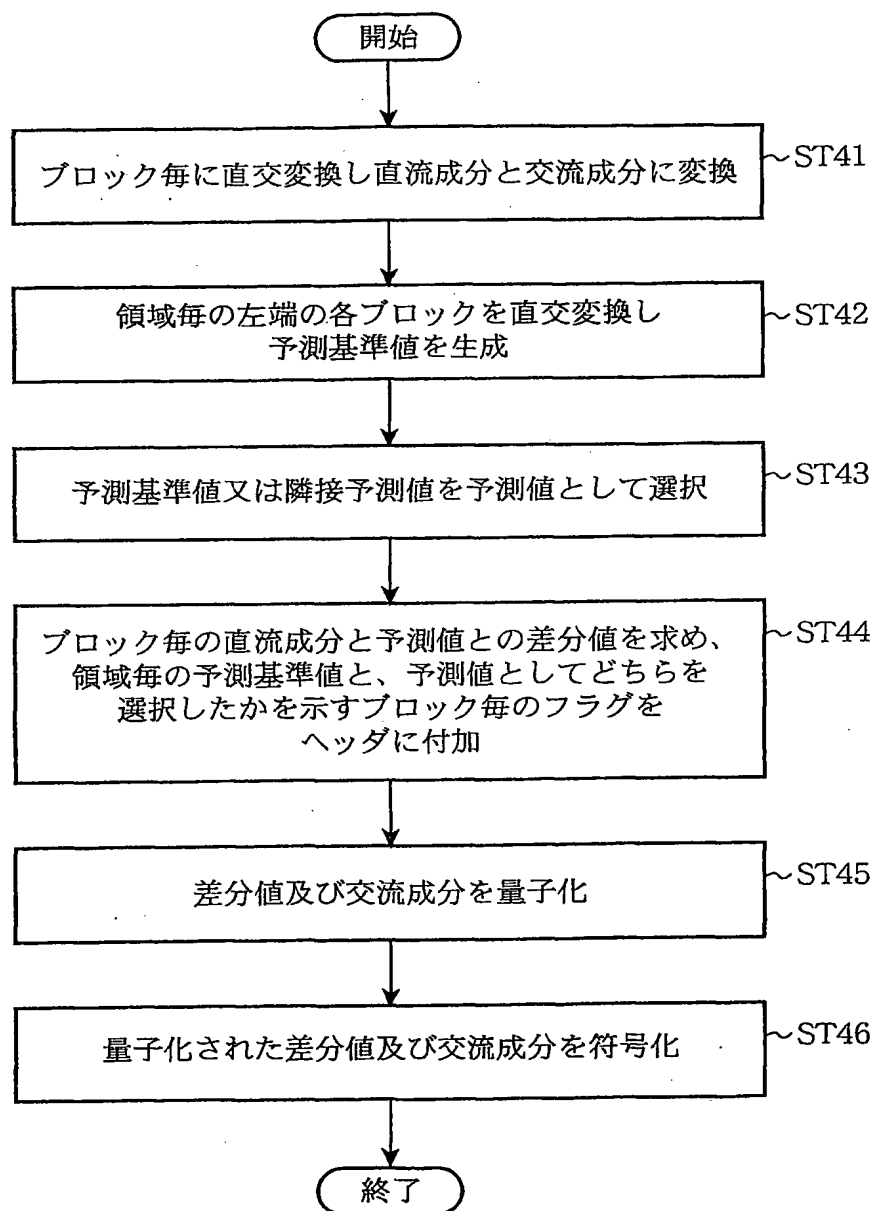 開始
ブロック毎に直交変換し直流成分と交流成分に変換
~ST41
領域毎の左端の各ブロックを直交変換し
予測基準値を生成
~ST42
予測基準値又は隣接予測値を予測値として選択
~ST43
ブロック毎の直流成分と予測値との差分値を求め、
領域毎の予測基準値と、予測値としてどちらを
選択したかを示すブロック毎のフラグを
ヘッダに付加
~ST44
差分値及び交流成分を量子化
~ST45
量子化された差分値及び交流成分を符号化
~ST46
終了